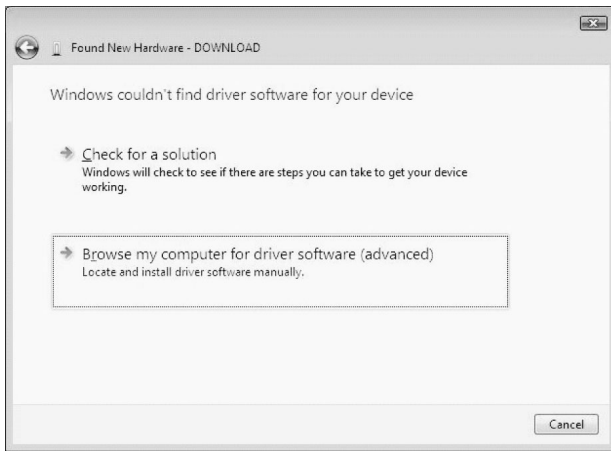 Found New Hardware - DOWNLOAD
Windows couldn't find driver software for your device
Check for a solution
Windows will check to see if there are steps you can take to get your device
working.
Browse my computer for driver software (advanced)
Locate and install driver software manually.
Cancel